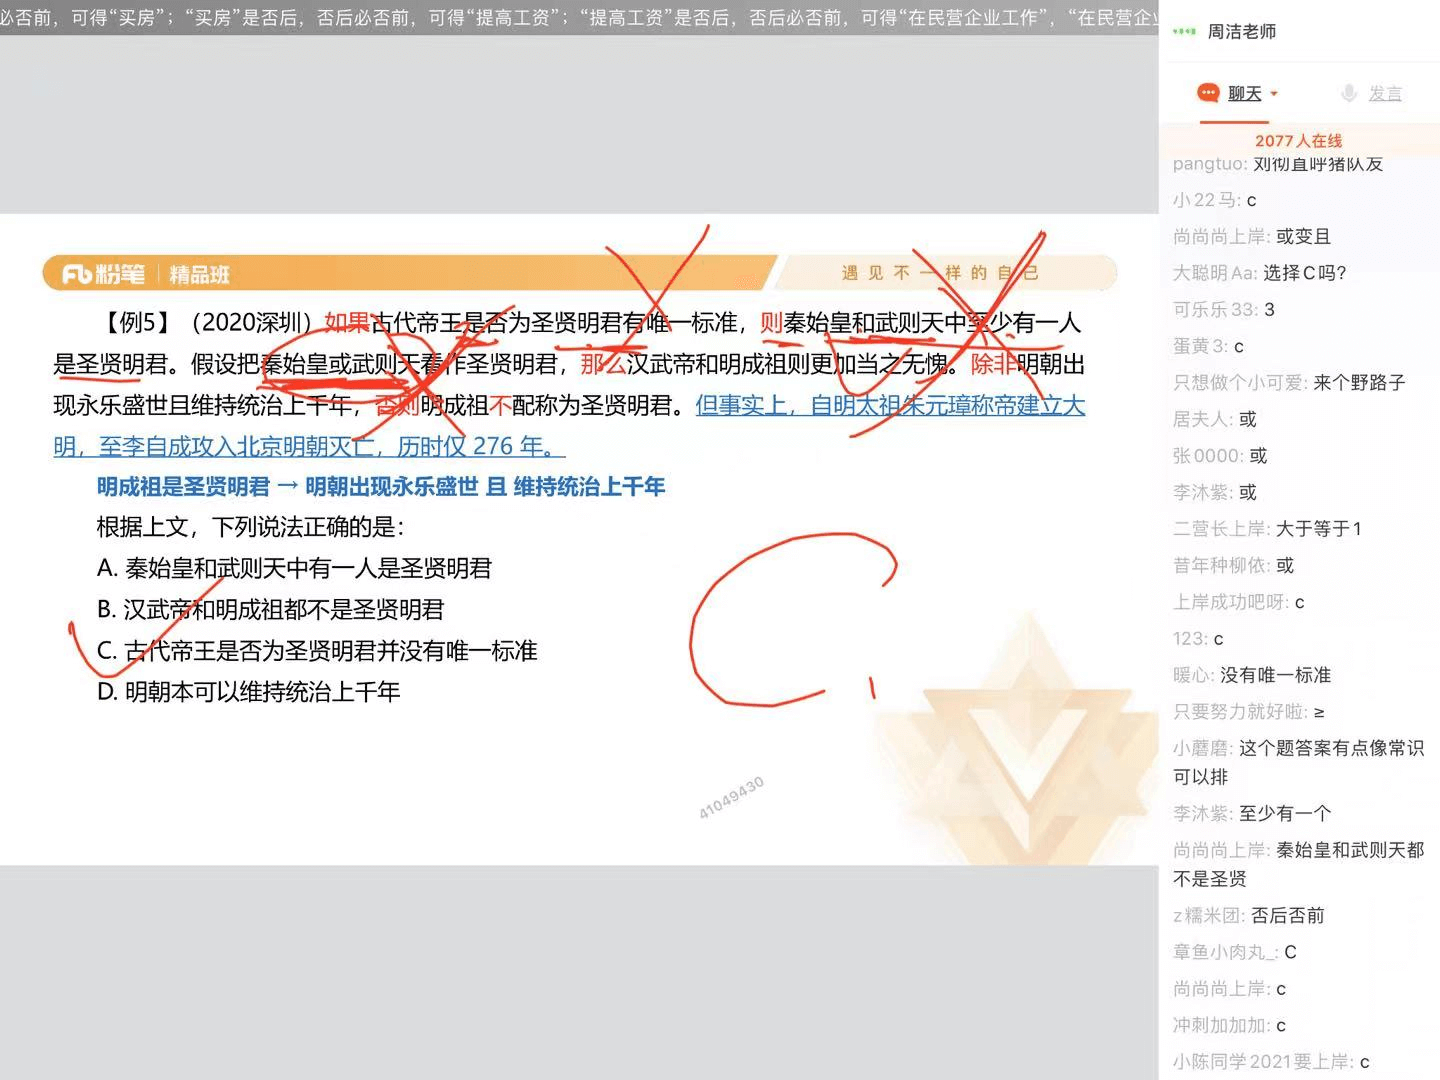 必否前，可得“买房”；“买房”是否后，否后必否前，可得“提高工资”；“提高工资”是否后，否后必否前，可得“在民营企业工作”，“在民营企业
周洁老师
聊天
发言
2077人在线
粉笔 精品班
遇见不一样的自己
【例5】（2020深圳）如果古代帝王是否为圣贤明君有唯一标准，则秦始皇和武则天中至少有一人
是圣贤明君。假设把秦始皇或武则天看作圣贤明君，那么汉武帝和明成祖则更加当之无愧。除非明朝出
现永乐盛世且维持统治上千年，否则明成祖不配称为圣贤明君。但事实上，自明太祖朱元璋称帝建立大
明，至李自成攻入北京明朝灭亡，历时仅 276 年。
明成祖是圣贤明君 → 明朝出现永乐盛世 且 维持统治上千年
根据上文，下列说法正确的是：
A. 秦始皇和武则天中有一人是圣贤明君
B. 汉武帝和明成祖都不是圣贤明君
C. 古代帝王是否为圣贤明君并没有唯一标准
D. 明朝本可以维持统治上千年
41049430
pangtuo: 刘彻直呼猪队友
小22马: c
尚尚尚上岸: 或变且
大聪明Aa: 选择C吗?
可乐乐33: 3
蛋黄3: c
只想做个小可爱: 来个野路子
居夫人: 或
张0000: 或
李沐紫: 或
二营长上岸: 大于等于1
昔年种柳依: 或
上岸成功吧呀: c
123: c
暖心: 没有唯一标准
只要努力就好啦: ≥
小蘑磨: 这个题答案有点像常识
可以排
李沐紫: 至少有一个
尚尚尚上岸: 秦始皇和武则天都
不是圣贤
z糯米团: 否后否前
章鱼小肉丸_: C
尚尚尚上岸: c
冲刺加加加: c
小陈同学2021要上岸: c